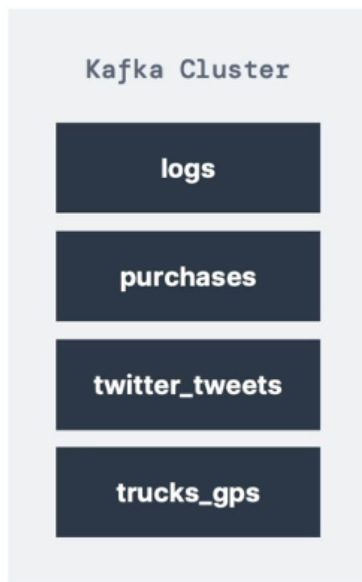 Kafka Cluster
logs
purchases
twitter_tweets
trucks_gps